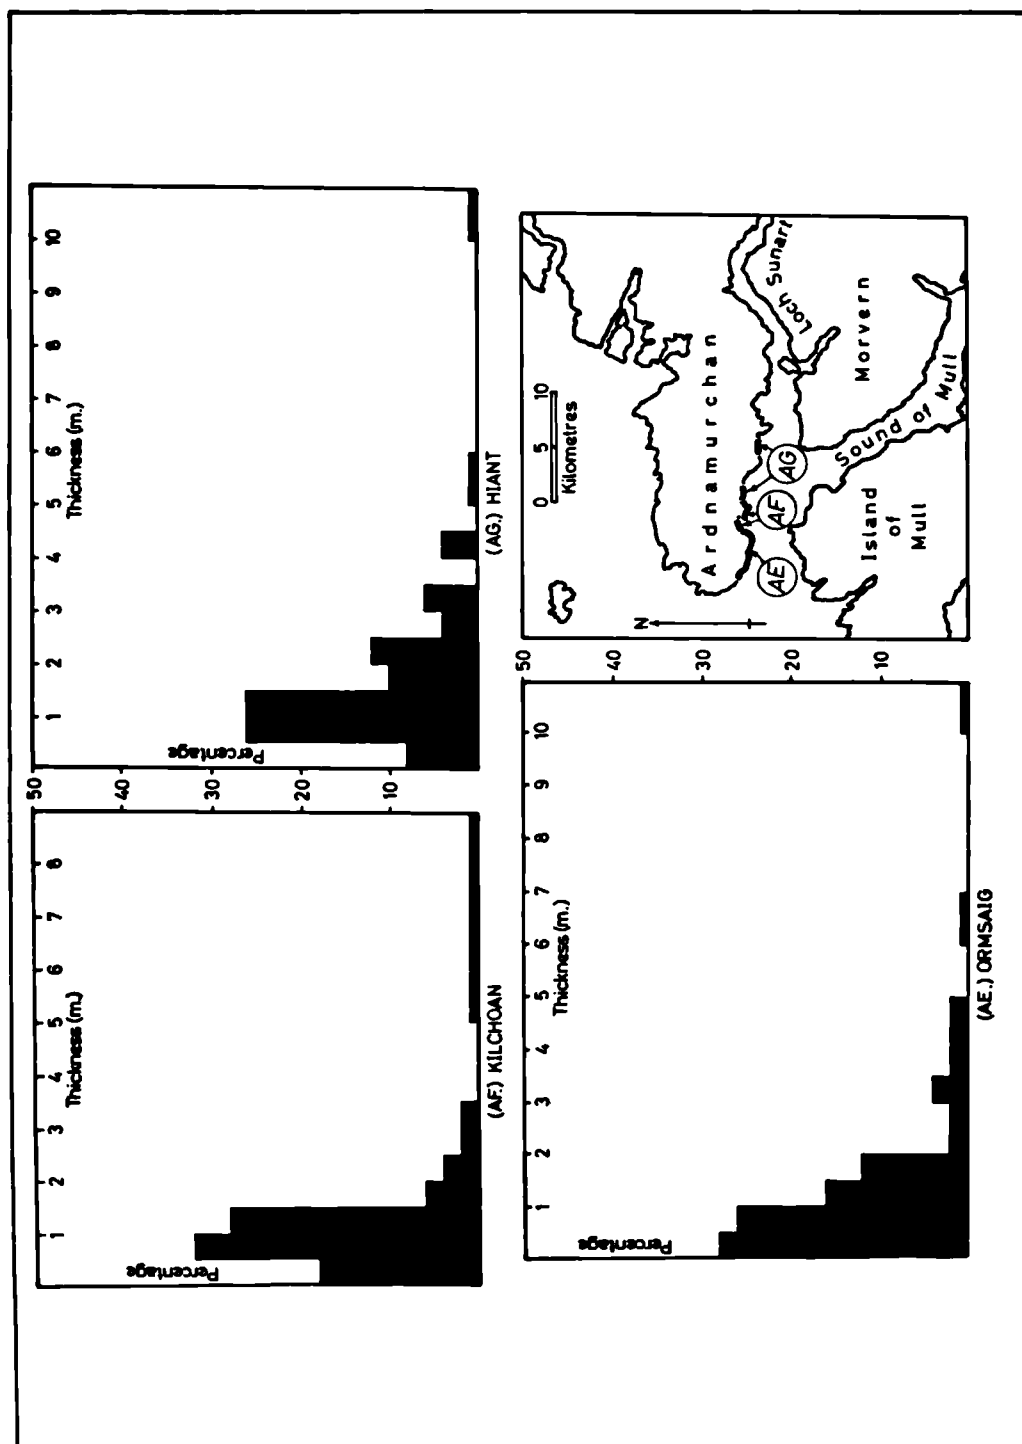 50
40
30
20
10
Percentage
1 2 3 4 5 6 7 8
Thickness (m.)
(AF.) KILCHOAN
50
40
30
20
10
Percentage
1 2 3 4 5 6 7 8 9 10
Thickness (m.)
(AG.) HIANT
50
40
30
20
10
Percentage
1 2 3 4 5 6 7 8 9 10
Thickness (m.)
(AE.) ORMSAIG
N
0 5 10
Kilometres
Ardnamurchan
AE
AF
AG
Loch Sunart
Morvern
Sound of Mull
Island
of
Mull